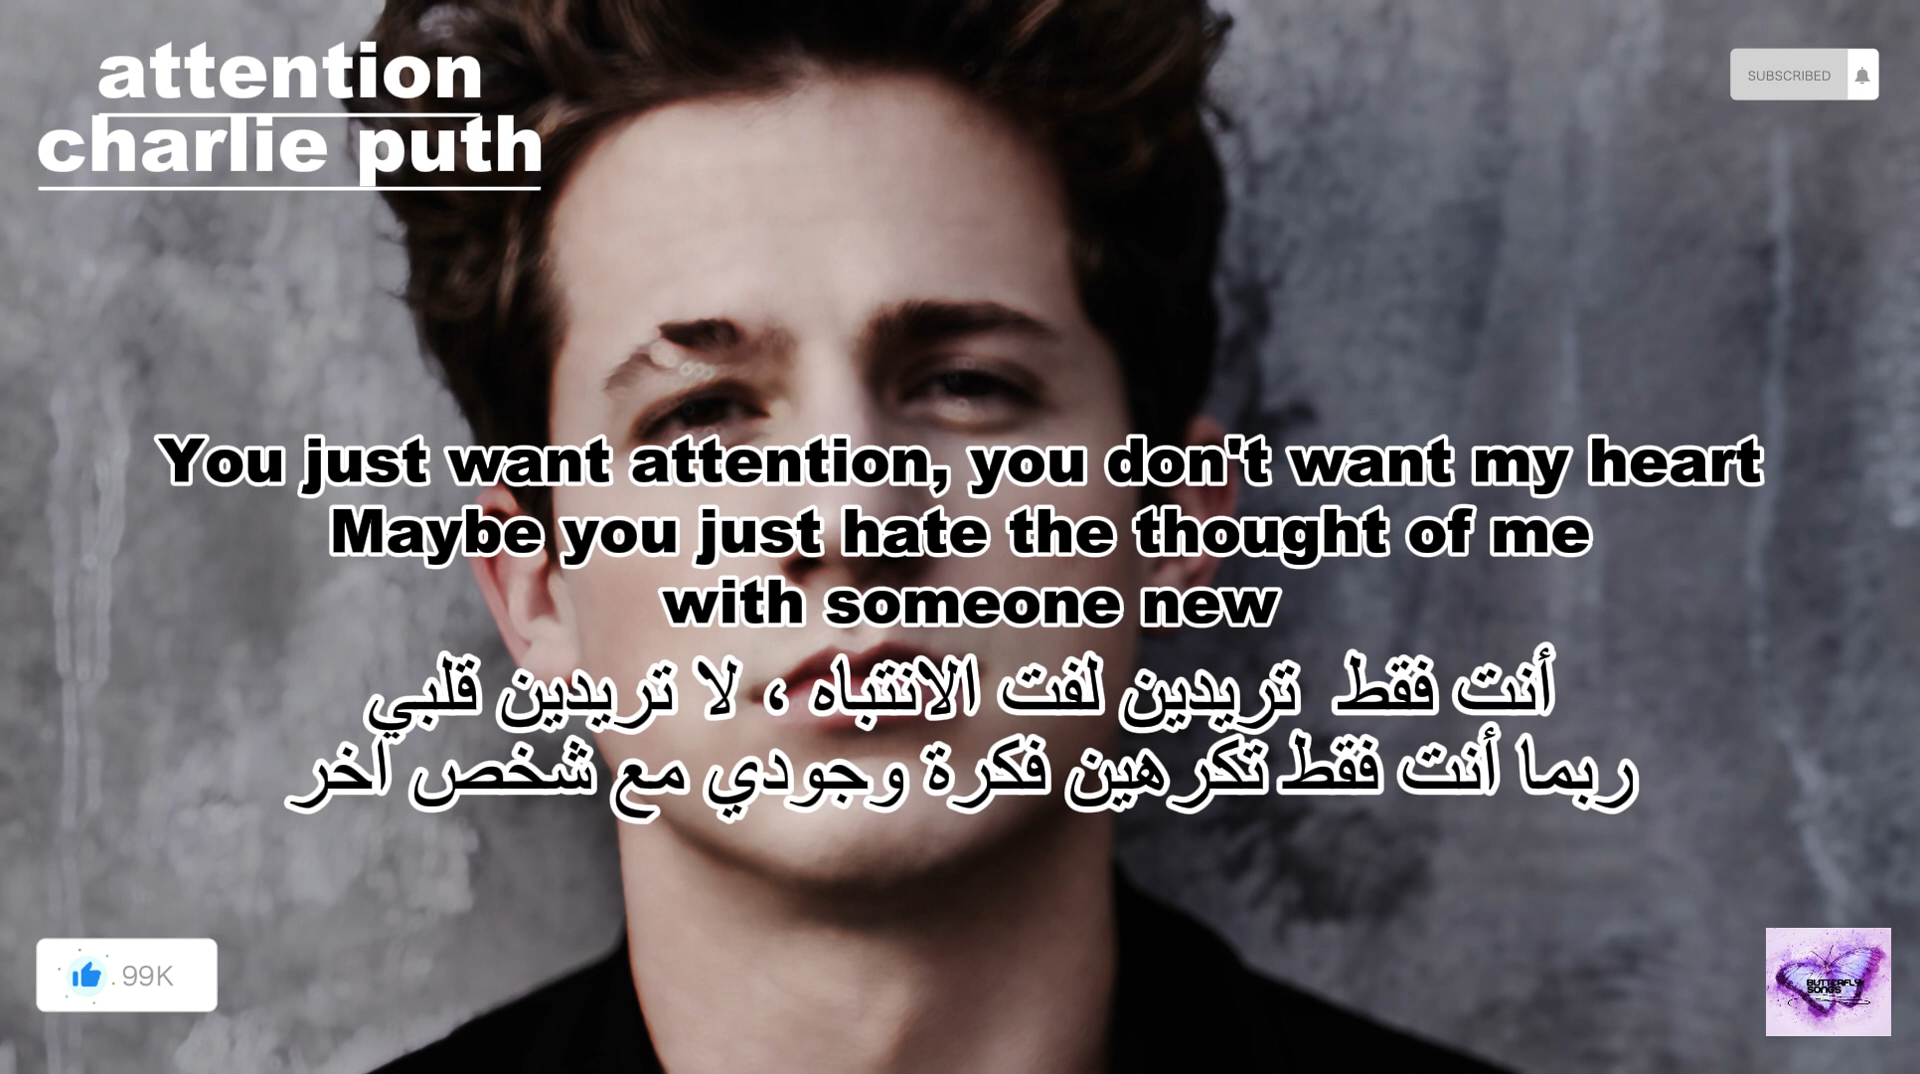 attention
charlie puth
SUBSCRIBED
You just want attention, you don't want my heart
Maybe you just hate the thought of me
with someone new
أنت فقط تريدين لفت الانتباه ، لا تريدين قلبي
ربما أنت فقط تكرهين فكرة وجودي مع شخص اخر
99K
BUTTERFLY
SONGS